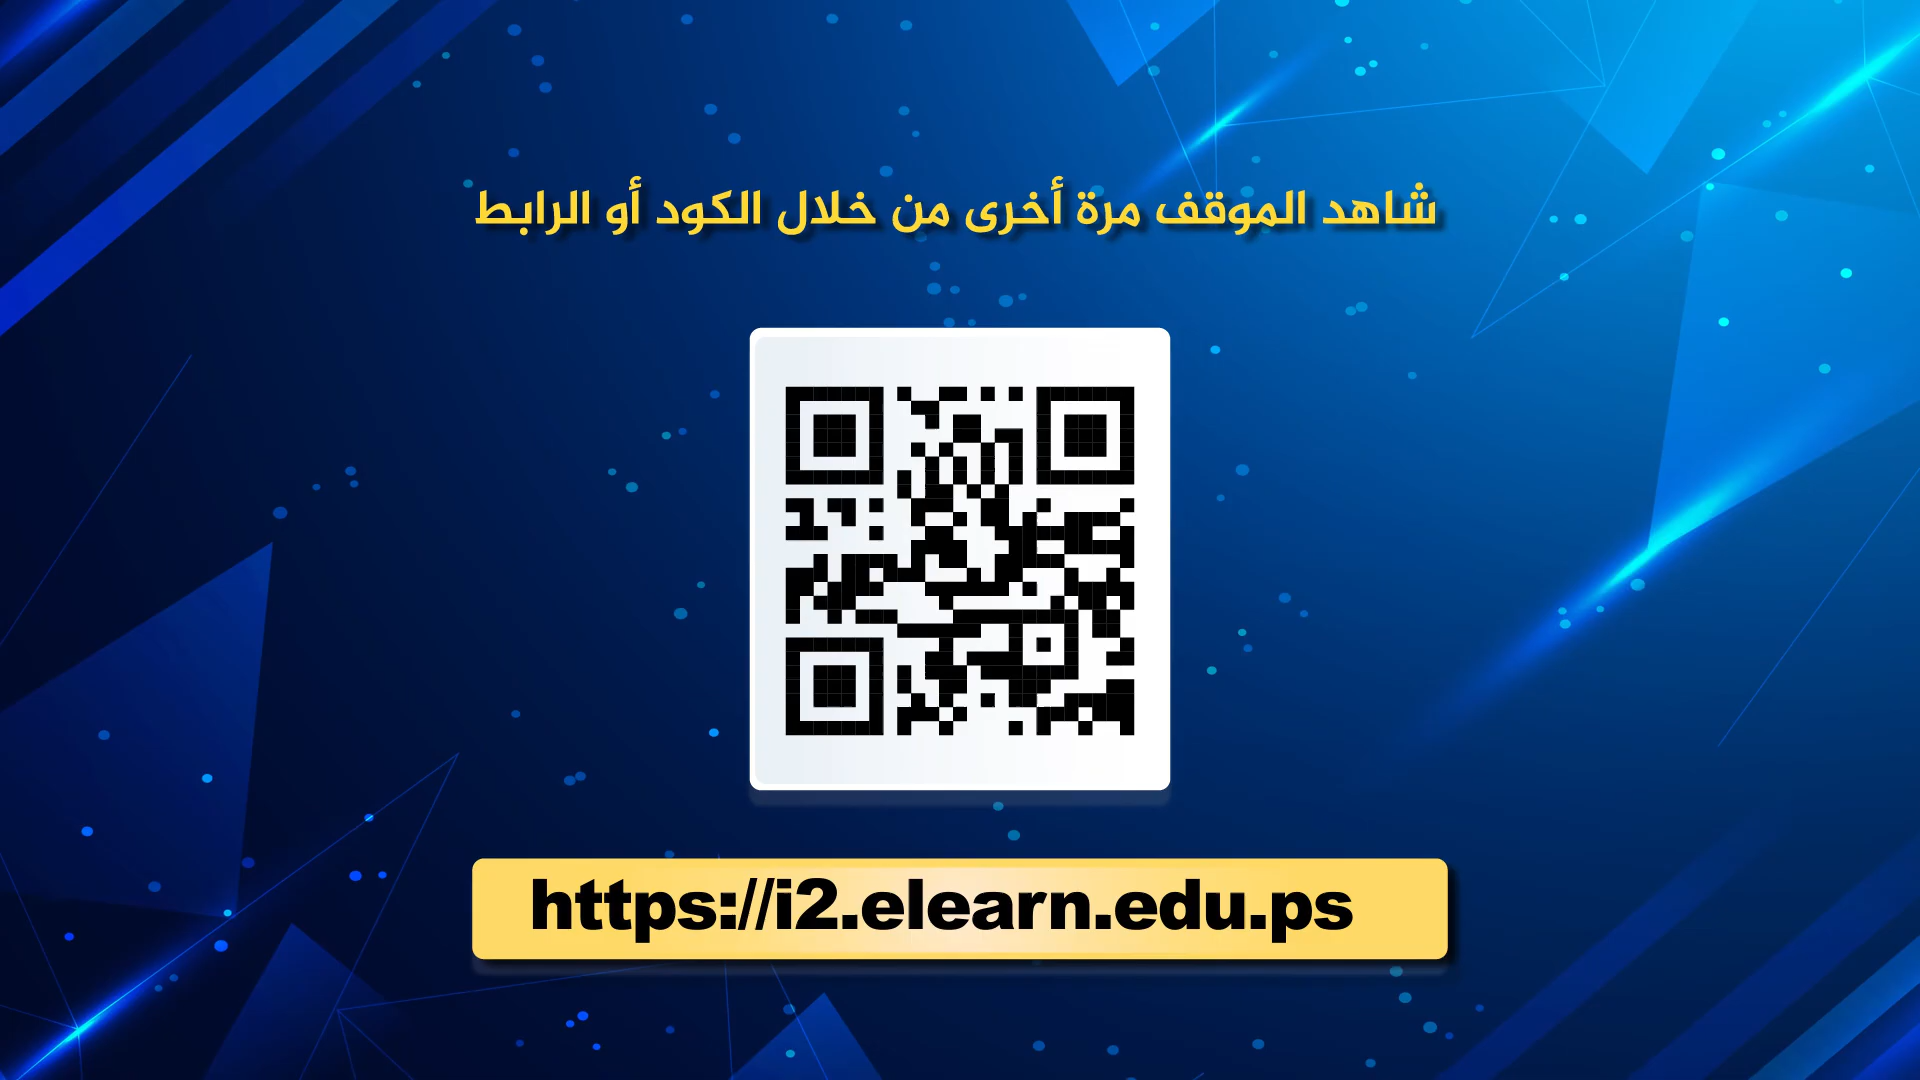 شاهد الموقف مرة أخرى من خلال الكود أو الرابط
https://i2.elearn.edu.ps